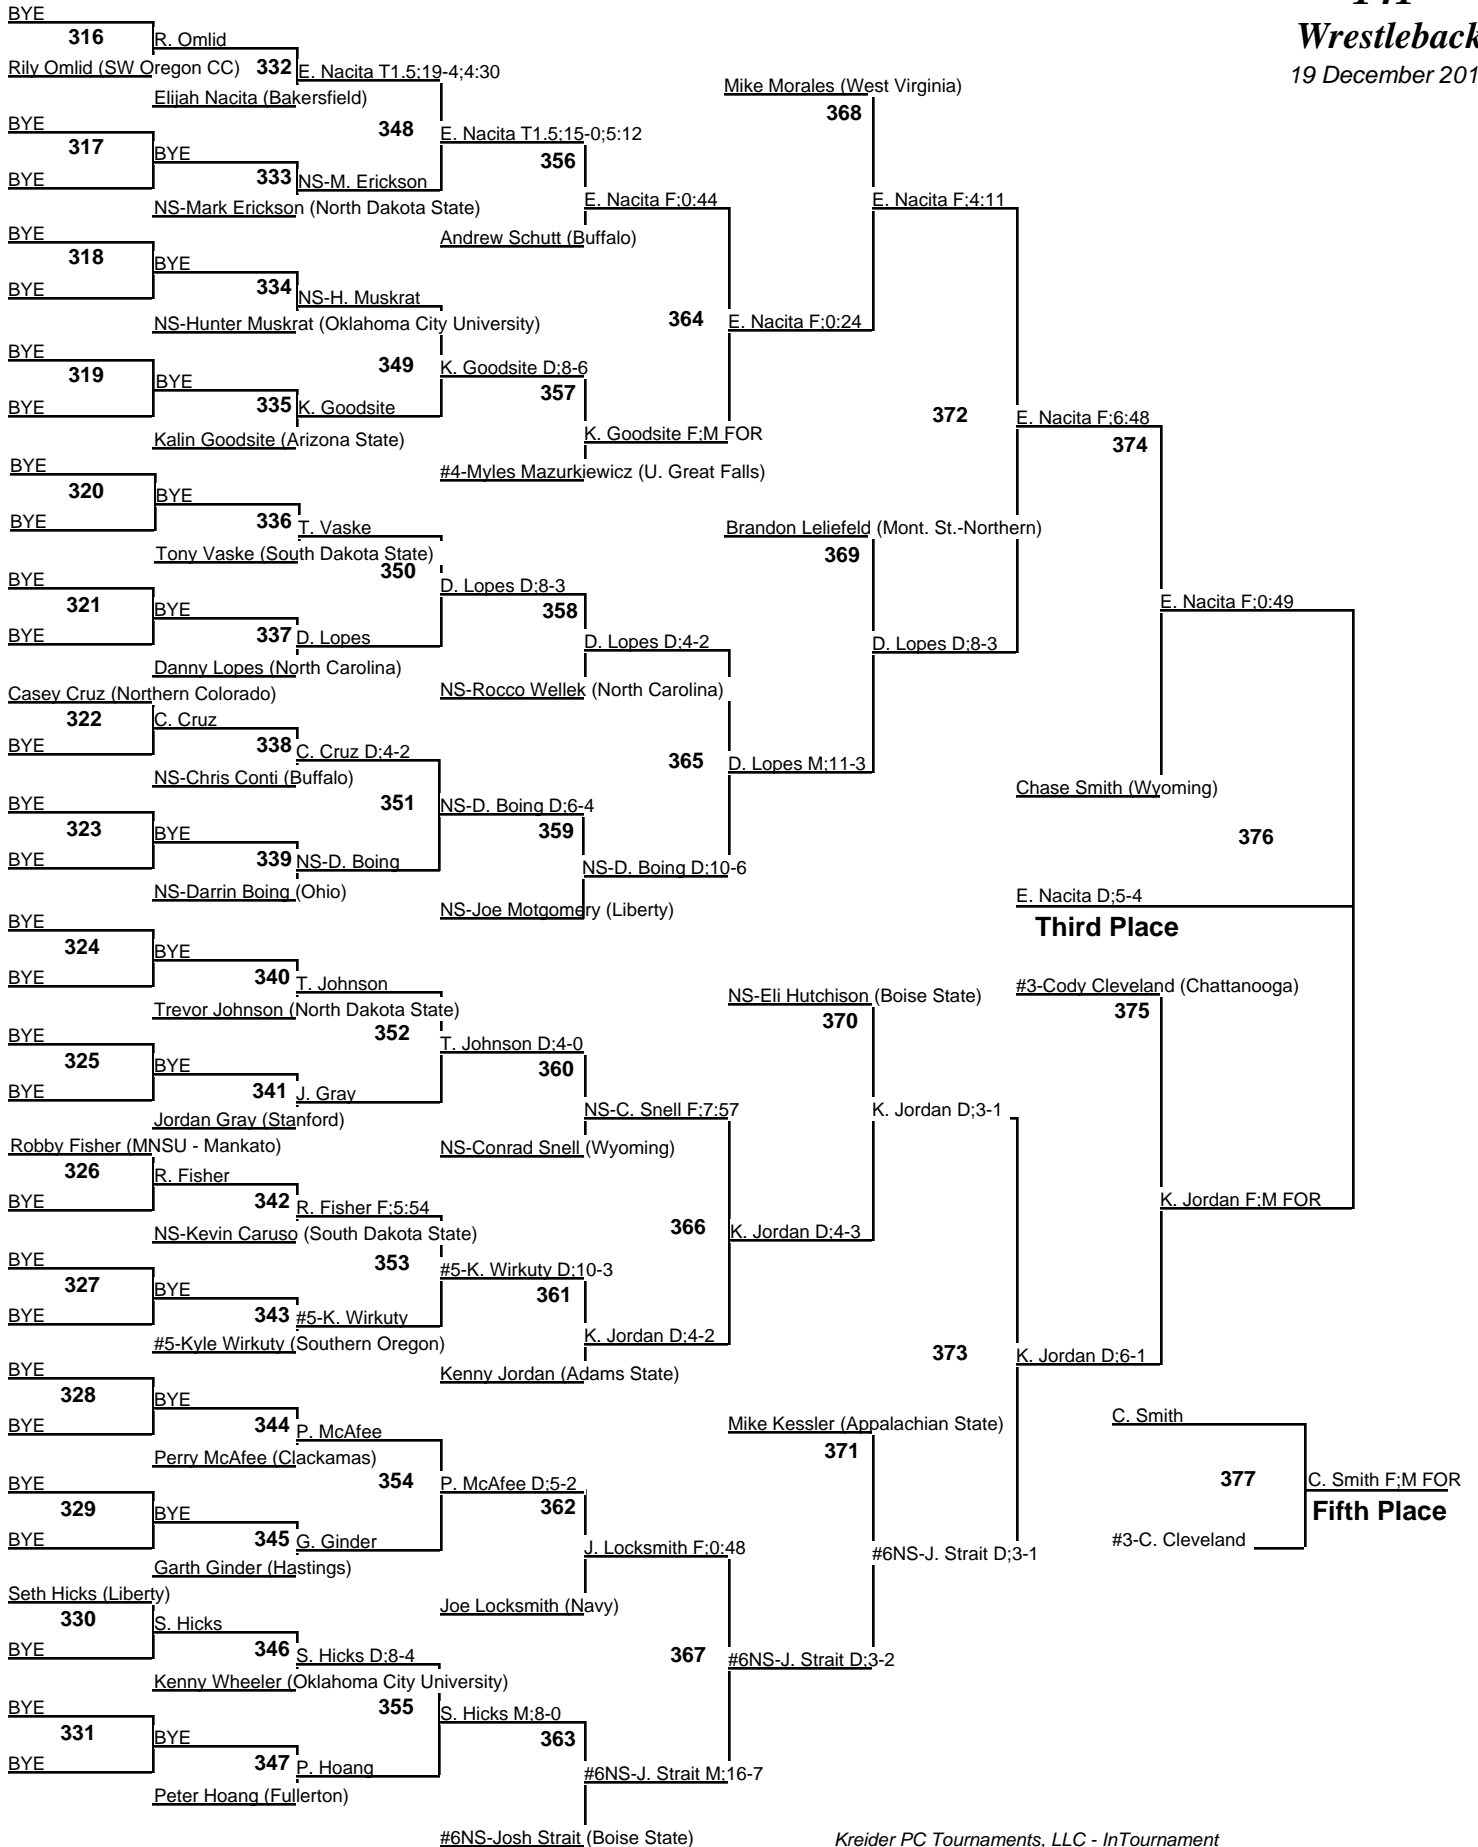 Wrestleback
19 December 201
BYE
316
R. Omlid
Rily Omlid (SW Oregon CC)
332
E. Nacita T1.5;19-4;4:30
Elijah Nacita (Bakersfield)
348
BYE
317
BYE
BYE
333
NS-M. Erickson
NS-Mark Erickson (North Dakota State)
E. Nacita T1.5;15-0;5:12
356
E. Nacita F;0:44
Andrew Schutt (Buffalo)
BYE
318
BYE
BYE
334
NS-H. Muskrat
NS-Hunter Muskrat (Oklahoma City University)
349
BYE
319
BYE
BYE
335
K. Goodsite
Kalin Goodsite (Arizona State)
K. Goodsite D;8-6
357
K. Goodsite F;M FOR
#4-Myles Mazurkiewicz (U. Great Falls)
364
E. Nacita F;0:24
Mike Morales (West Virginia)
368
E. Nacita F;4:11
BYE
320
BYE
BYE
336
T. Vaske
Tony Vaske (South Dakota State)
350
BYE
321
BYE
BYE
337
D. Lopes
Danny Lopes (North Carolina)
D. Lopes D;8-3
358
D. Lopes D;4-2
NS-Rocco Wellek (North Carolina)
Casey Cruz (Northern Colorado)
322
C. Cruz
BYE
338
C. Cruz D;4-2
NS-Chris Conti (Buffalo)
351
BYE
323
BYE
BYE
339
NS-D. Boing
NS-Darrin Boing (Ohio)
NS-D. Boing D;6-4
359
NS-D. Boing D;10-6
NS-Joe Motgomery (Liberty)
365
D. Lopes M;11-3
Brandon Leliefeld (Mont. St.-Northern)
369
D. Lopes D;8-3
372
E. Nacita F;6:48
374
E. Nacita F;0:49
Chase Smith (Wyoming)
376
E. Nacita D;5-4
Third Place
BYE
324
BYE
BYE
340
T. Johnson
Trevor Johnson (North Dakota State)
352
BYE
325
BYE
BYE
341
J. Gray
Jordan Gray (Stanford)
T. Johnson D;4-0
360
NS-C. Snell F;7:57
NS-Conrad Snell (Wyoming)
Robby Fisher (MNSU - Mankato)
326
R. Fisher
BYE
342
R. Fisher F;5:54
NS-Kevin Caruso (South Dakota State)
353
BYE
327
BYE
BYE
343
#5-K. Wirkuty
#5-Kyle Wirkuty (Southern Oregon)
#5-K. Wirkuty D;10-3
361
K. Jordan D;4-2
Kenny Jordan (Adams State)
366
K. Jordan D;4-3
NS-Eli Hutchison (Boise State)
370
K. Jordan D;3-1
#3-Cody Cleveland (Chattanooga)
375
K. Jordan F;M FOR
373
K. Jordan D;6-1
BYE
328
BYE
BYE
344
P. McAfee
Perry McAfee (Clackamas)
354
BYE
329
BYE
BYE
345
G. Ginder
Garth Ginder (Hastings)
P. McAfee D;5-2
362
J. Locksmith F;0:48
Joe Locksmith (Navy)
Seth Hicks (Liberty)
330
S. Hicks
BYE
346
S. Hicks D;8-4
Kenny Wheeler (Oklahoma City University)
355
BYE
331
BYE
BYE
347
P. Hoang
Peter Hoang (Fullerton)
S. Hicks M;8-0
363
#6NS-J. Strait M;16-7
#6NS-Josh Strait (Boise State)
367
#6NS-J. Strait D;3-2
Mike Kessler (Appalachian State)
371
#6NS-J. Strait D;3-1
C. Smith
377
C. Smith F;M FOR
Fifth Place
#3-C. Cleveland
Kreider PC Tournaments, LLC - InTournament